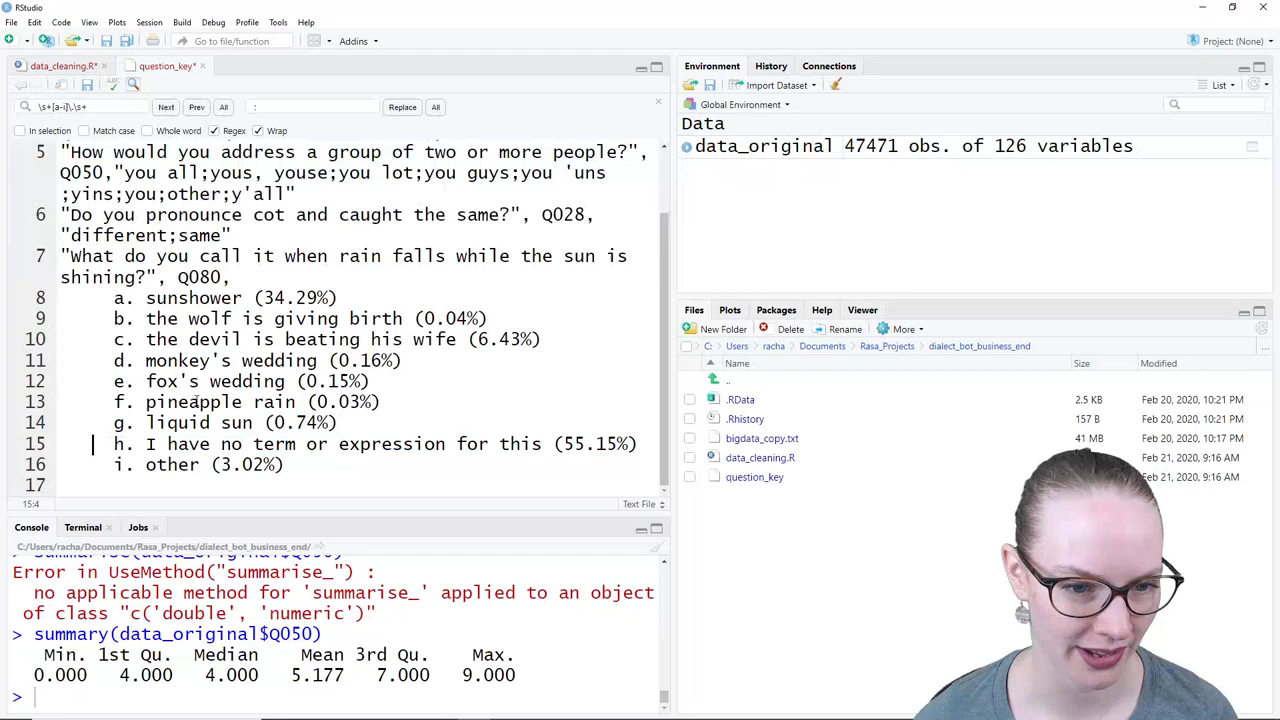 RStudio
File Edit Code View Plots Session Build Debug Profile Tools Help
Go to file/function Addins Project: (None)
data_cleaning.R* question_key*
\s+[a-i]\.\s+ Next Prev All : Replace All
In selection Match case Whole word Regex Wrap
5 "How would you address a group of two or more people?",
Q050,"you all;yous, youse;you lot;you guys;you 'uns
;yins;you;other;y'all"
6 "Do you pronounce cot and caught the same?", Q028,
"different;same"
7 "What do you call it when rain falls while the sun is
shining?", Q080,
8 a. sunshower (34.29%)
9 b. the wolf is giving birth (0.04%)
10 c. the devil is beating his wife (6.43%)
11 d. monkey's wedding (0.16%)
12 e. fox's wedding (0.15%)
13 f. pineapple rain (0.03%)
14 g. liquid sun (0.74%)
15 h. I have no term or expression for this (55.15%)
16 i. other (3.02%)
17
15:4 Text File
Console Terminal Jobs
C:/Users/racha/Documents/Rasa_Projects/dialect_bot_business_end/
> summarise(data_original$Q050)
Error in UseMethod("summarise_") :
no applicable method for 'summarise_' applied to an object
of class "c('double', 'numeric')"
> summary(data_original$Q050)
Min. 1st Qu. Median Mean 3rd Qu. Max.
0.000 4.000 4.000 5.177 7.000 9.000
>
Environment History Connections
Import Dataset List
Global Environment
Data
data_original 47471 obs. of 126 variables
Files Plots Packages Help Viewer
New Folder Delete Rename More
C: Users racha Documents Rasa_Projects dialect_bot_business_end ...
Name Size Modified
..
.RData 2.5 KB Feb 20, 2020, 10:21 PM
.Rhistory 157 B Feb 20, 2020, 10:21 PM
bigdata_copy.txt 41 MB Feb 20, 2020, 10:17 PM
data_cleaning.R Feb 21, 2020, 9:16 AM
question_key Feb 21, 2020, 9:16 AM